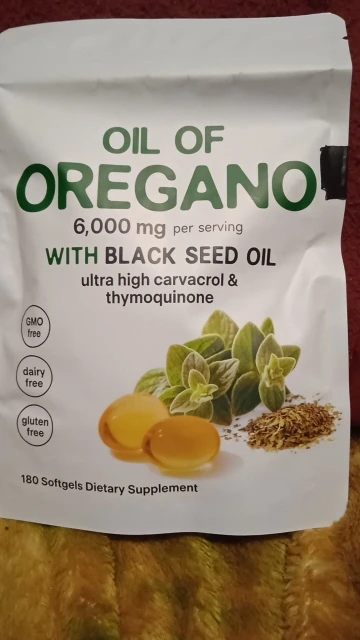 OIL OF
OREGANO
6,000 mg per serving
WITH BLACK SEED OIL
ultra high carvacrol &
thymoquinone
GMO
free
dairy
free
gluten
free
180 Softgels Dietary Supplement